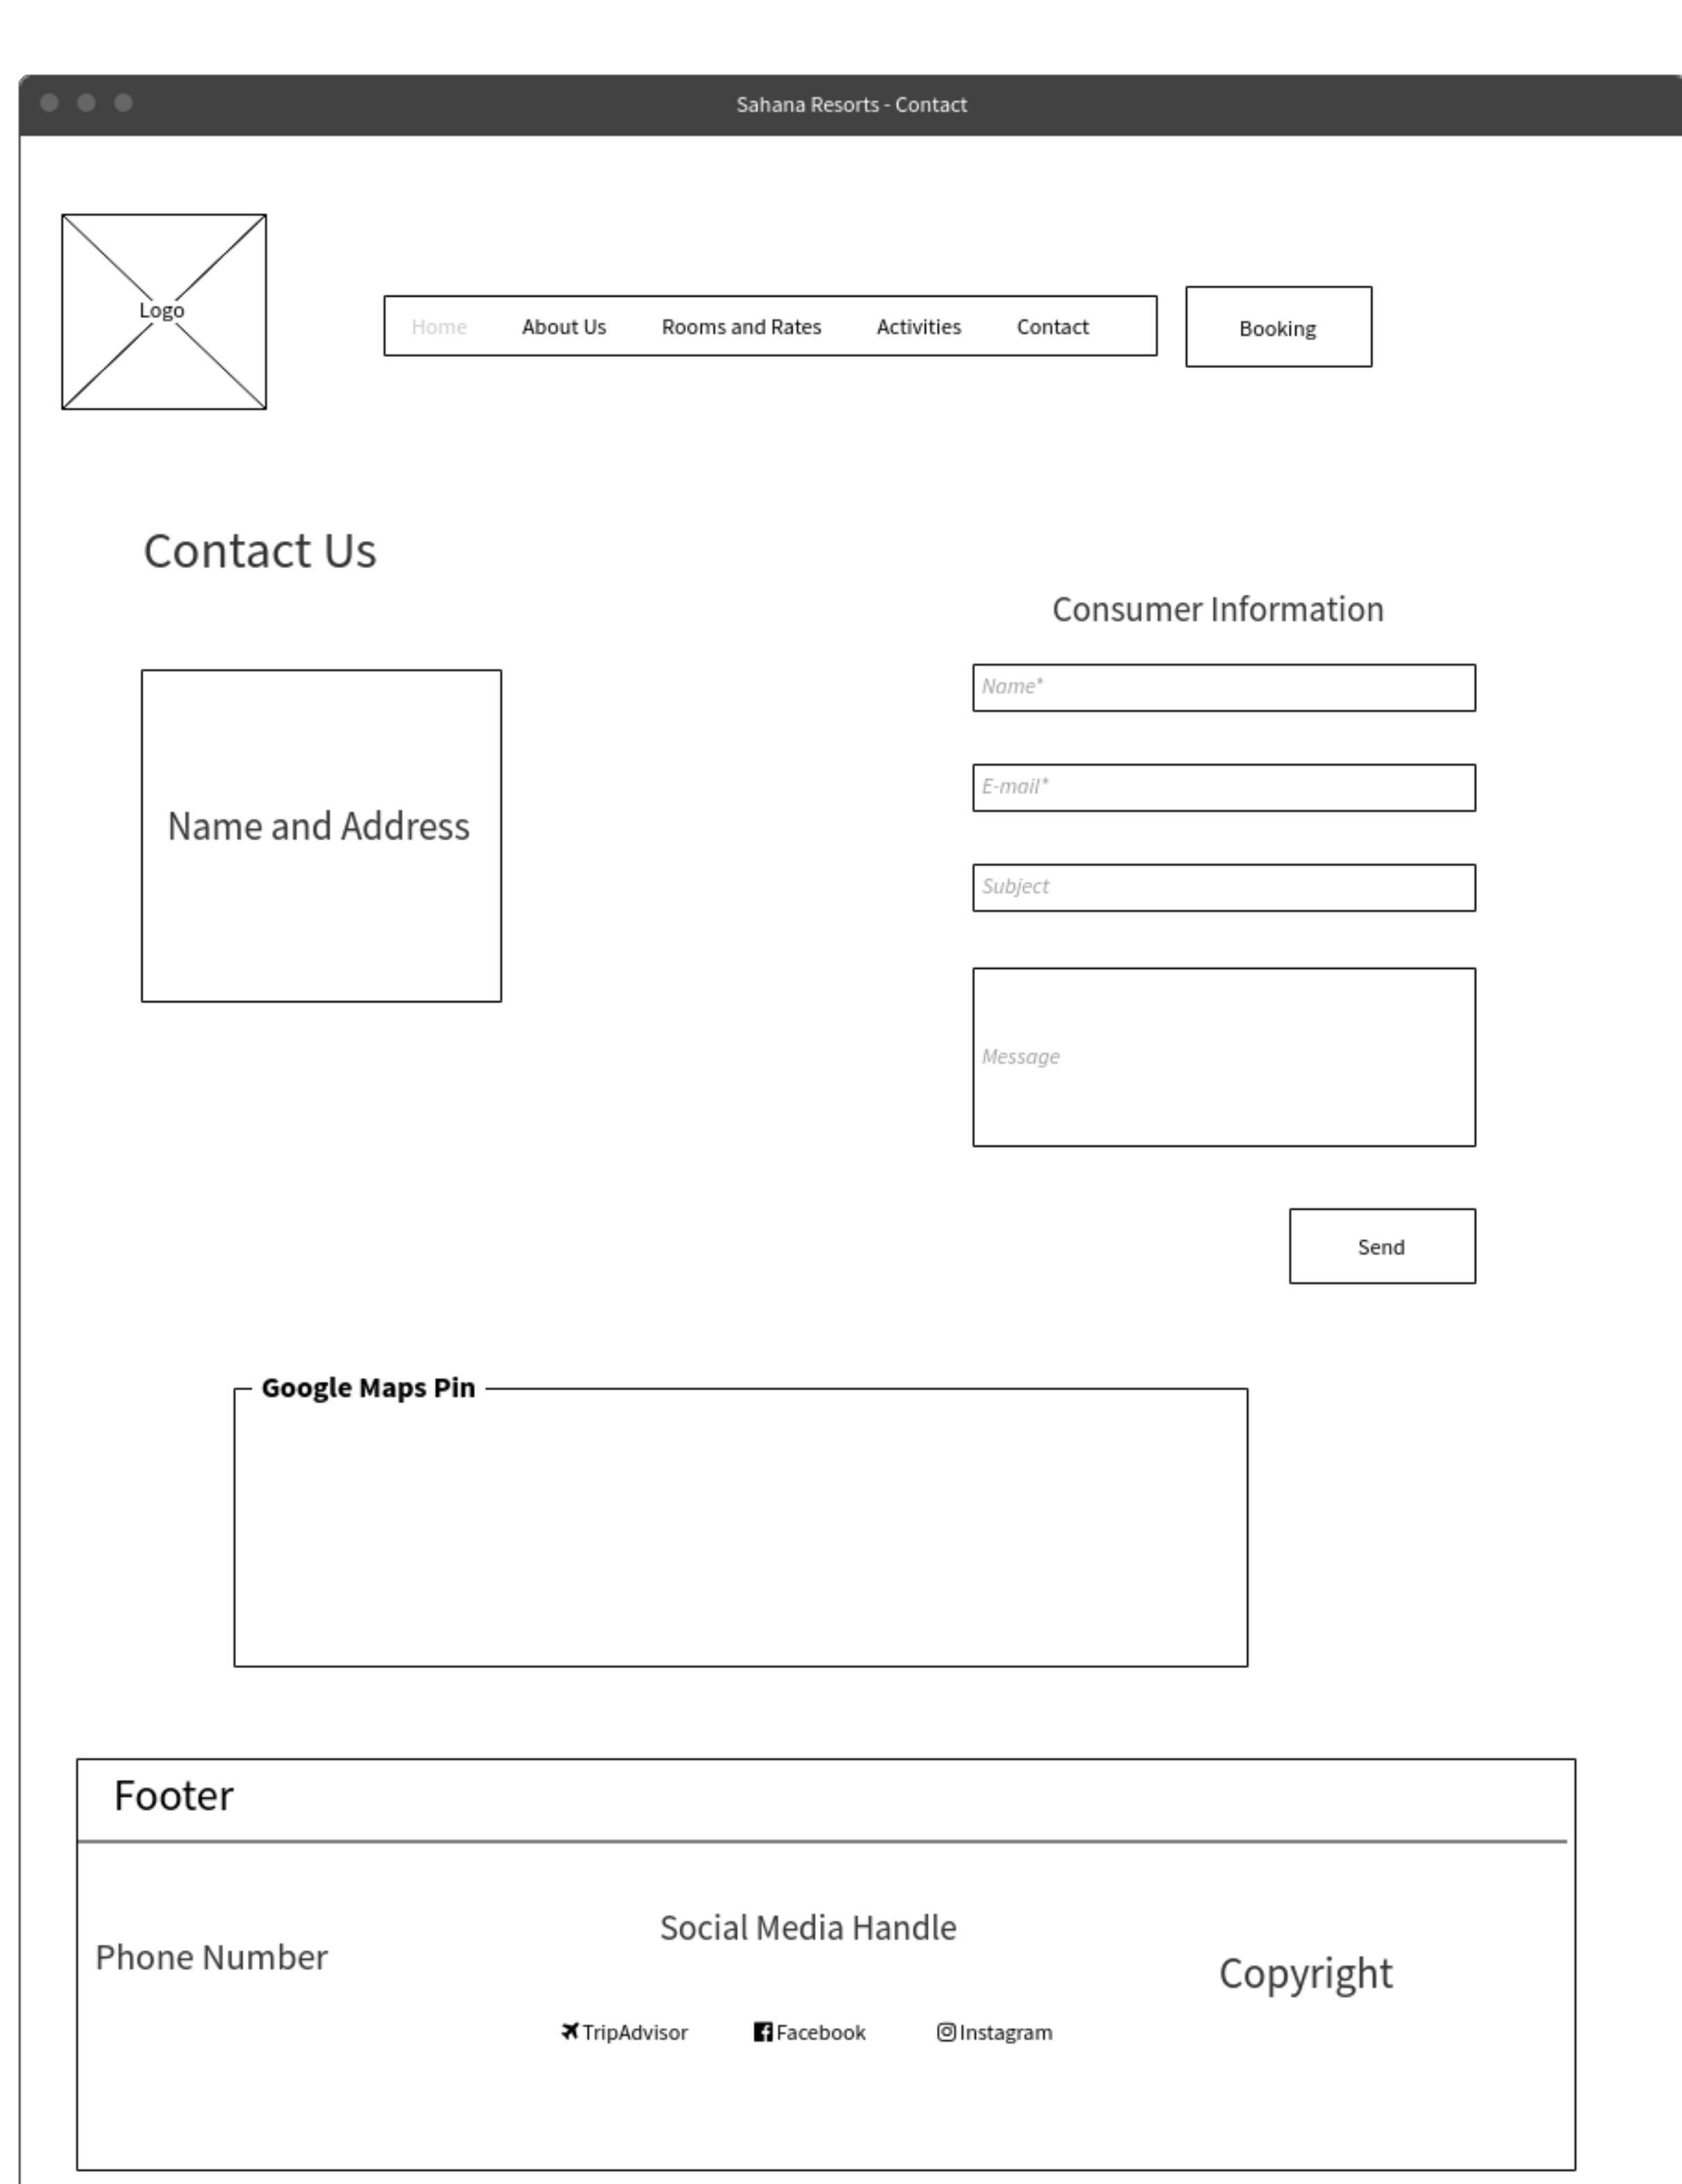 Sahana Resorts - Contact
Logo
Home About Us Rooms and Rates Activities Contact
Booking
Contact Us
Name and Address
Consumer Information
Name*
E-mail*
Subject
Message
Send
Google Maps Pin
Footer
Phone Number
Social Media Handle
TripAdvisor Facebook Instagram
Copyright